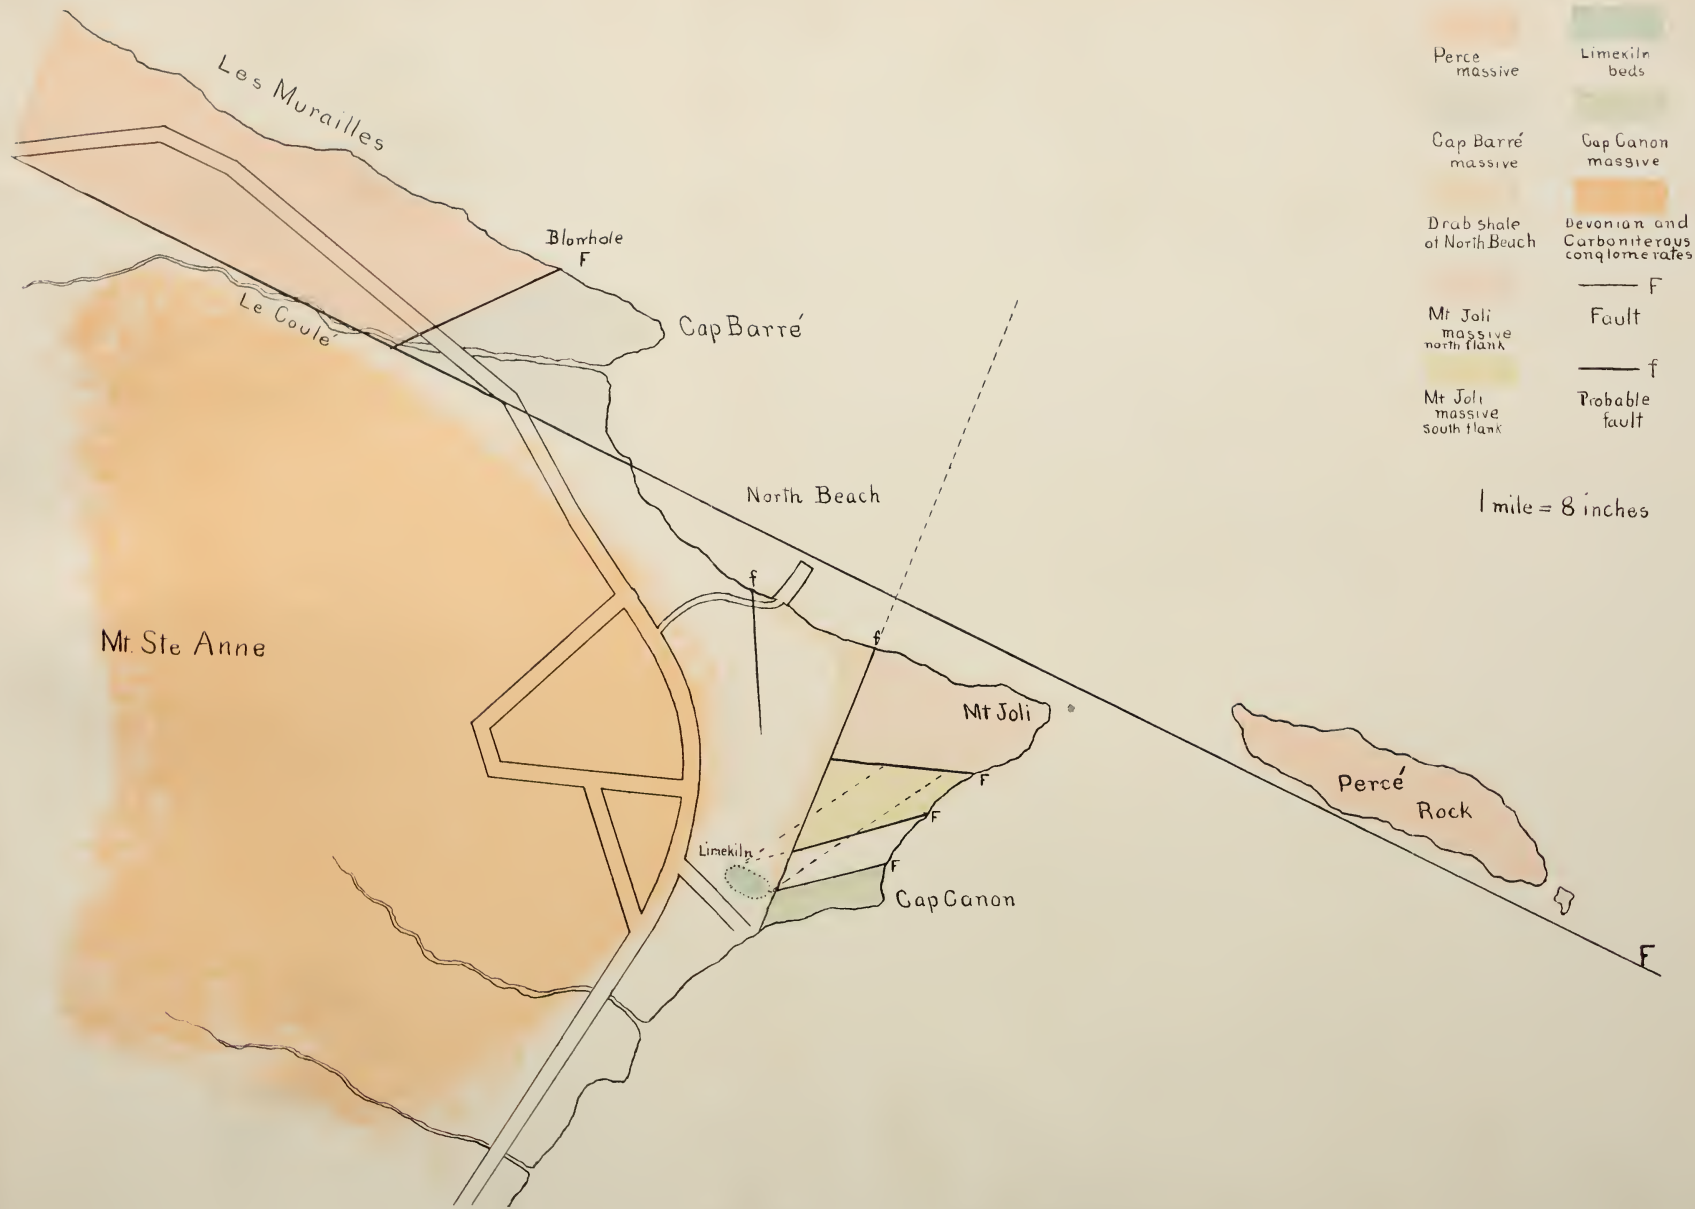 Les Murailles
Blowhole
F
Le Coulé
Cap Barré
North Beach
f
f
Mt. Ste Anne
Mt Joli
F
F
Limekiln
F
Cap Canon
Percé
Rock
F
Perce
massive
Limekiln
beds
Cap Barré
massive
Cap Canon
massive
Drab shale
of North Beach
Devonian and
Carboniferous
conglomerates
F
Mt Joli
massive
north flank
Fault
f
Mt Joli
massive
South flank
Probable
fault
1 mile = 8 inches